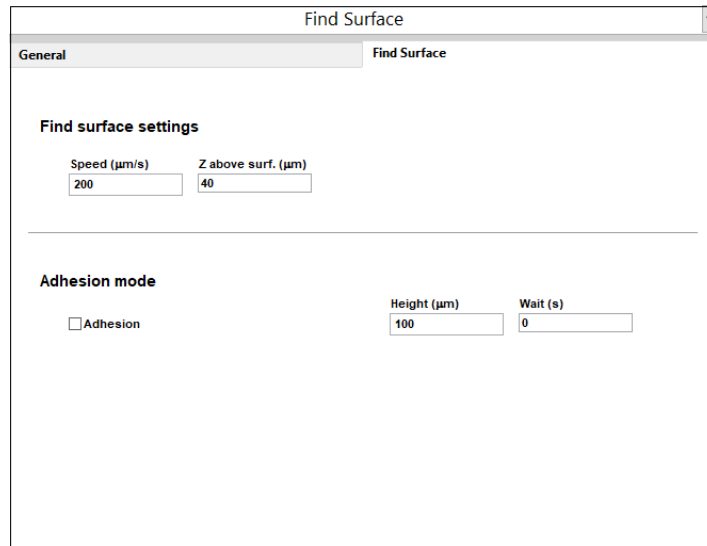 Find Surface
General
Find Surface
Find surface settings
Speed (μm/s)
Z above surf. (μm)
200
40
Adhesion mode
Height (μm)
Wait (s)
Adhesion
100
0